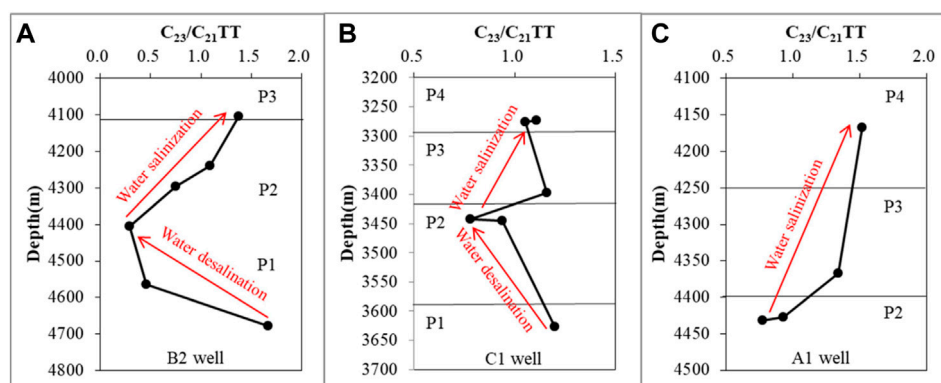 A
C23/C21TT
0.0 0.5 1.0 1.5 2.0
4000
4100
4200
4300
4400
4500
4600
4700
4800
Depth(m)
P3
P2
P1
Water salinization
Water desalination
B2 well
B
C23/C21TT
0.5 1.0 1.5
3200
3250
3300
3350
3400
3450
3500
3550
3600
3650
3700
Depth(m)
P4
P3
P2
P1
Water salinization
Water desalination
C1 well
C
C23/C21TT
0.5 1.0 1.5 2.0
4100
4150
4200
4250
4300
4350
4400
4450
4500
Depth(m)
P4
P3
P2
Water salinization
A1 well